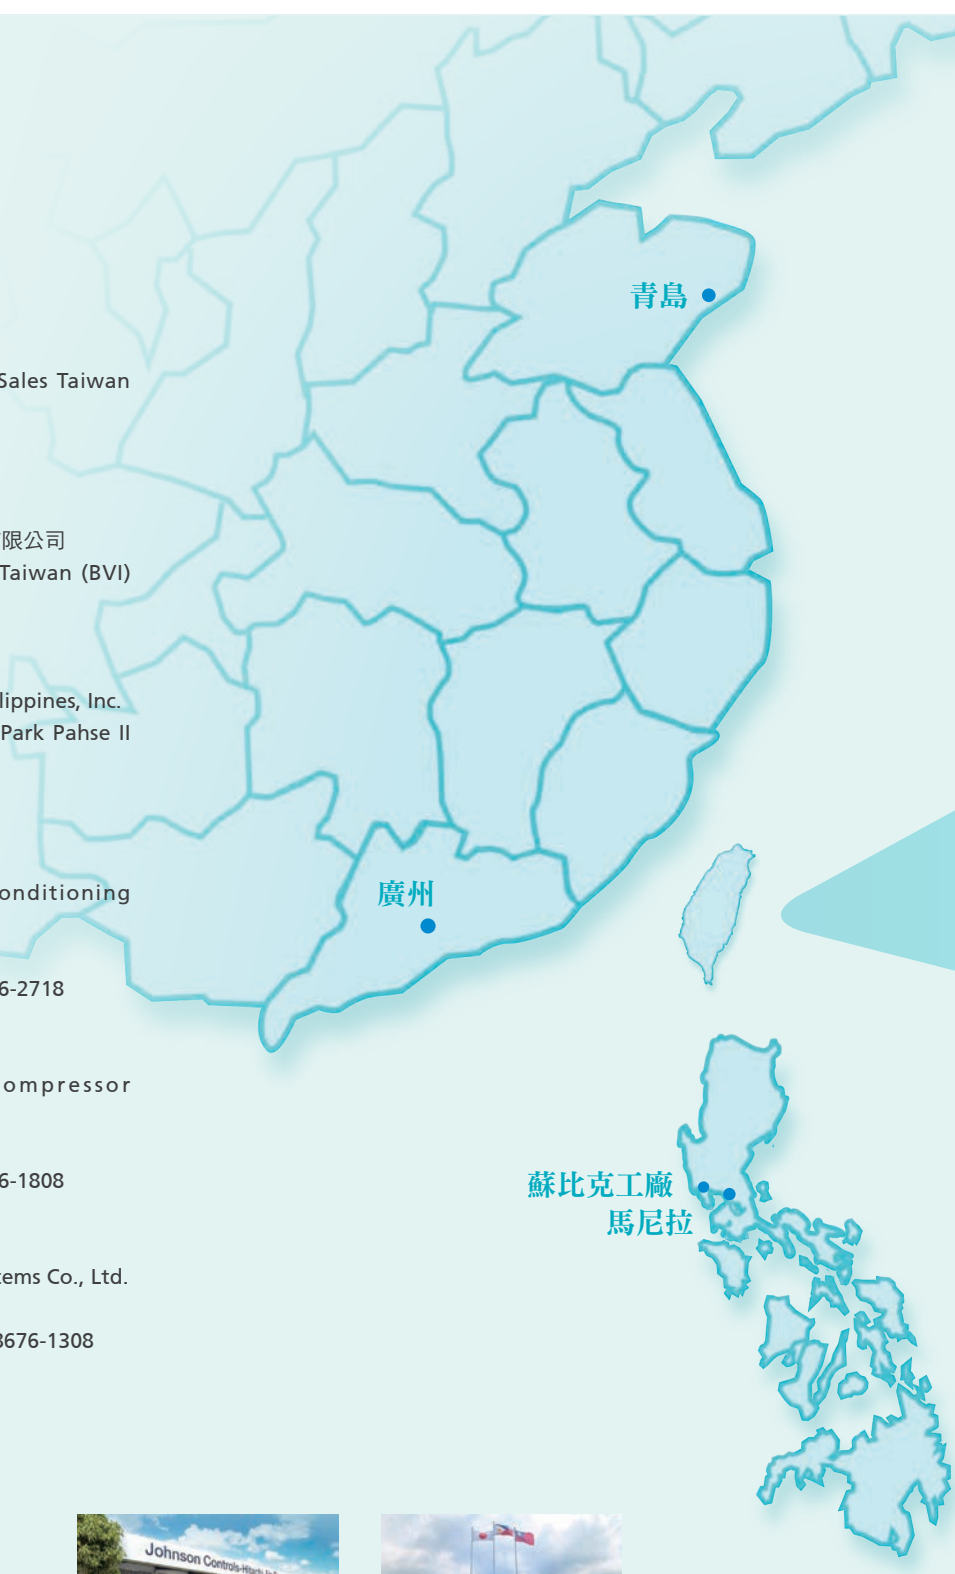 Sales Taiwan
限公司
Taiwan (BVI)
lippines, Inc.
Park Pahse II
onditioning
6-2718
ompressor
6-1808
tems Co., Ltd.
3676-1308
青島
廣州
蘇比克工廠
馬尼拉
Johnson Controls-Hitachi